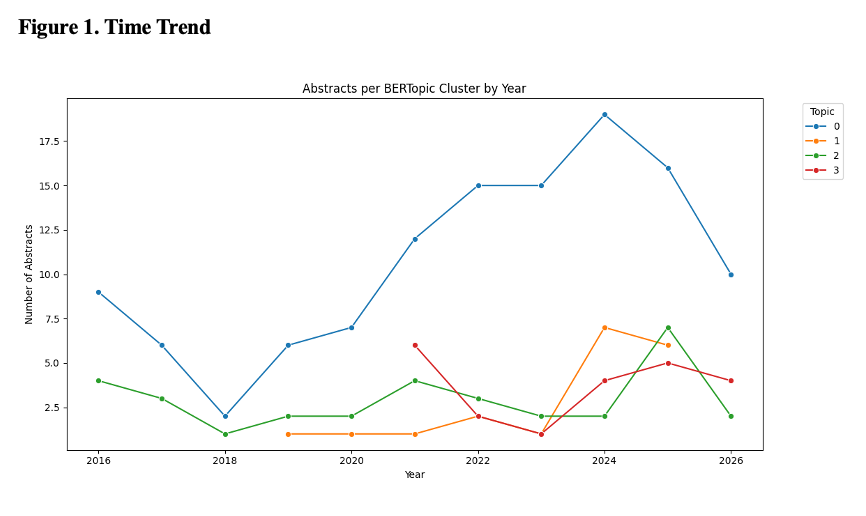 Figure 1. Time Trend
Abstracts per BERTopic Cluster by Year
Topic
0
1
2
3
17.5
15.0
12.5
10.0
7.5
5.0
2.5
Number of Abstracts
2016 2018 2020 2022 2024 2026
Year